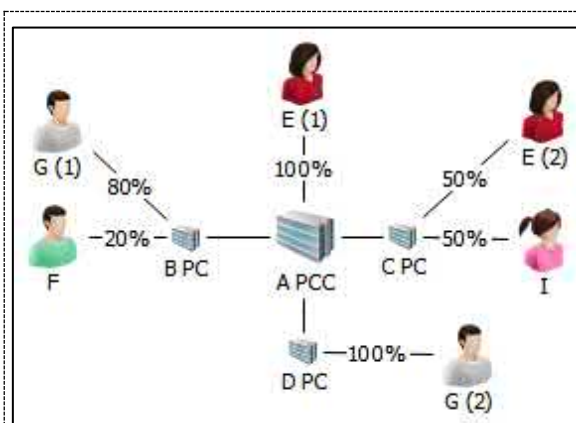 E (1)
G (1)
E (2)
100%
80%
50%
20%
50%
F
B PC
A PCC
C PC
I
100%
D PC
G (2)